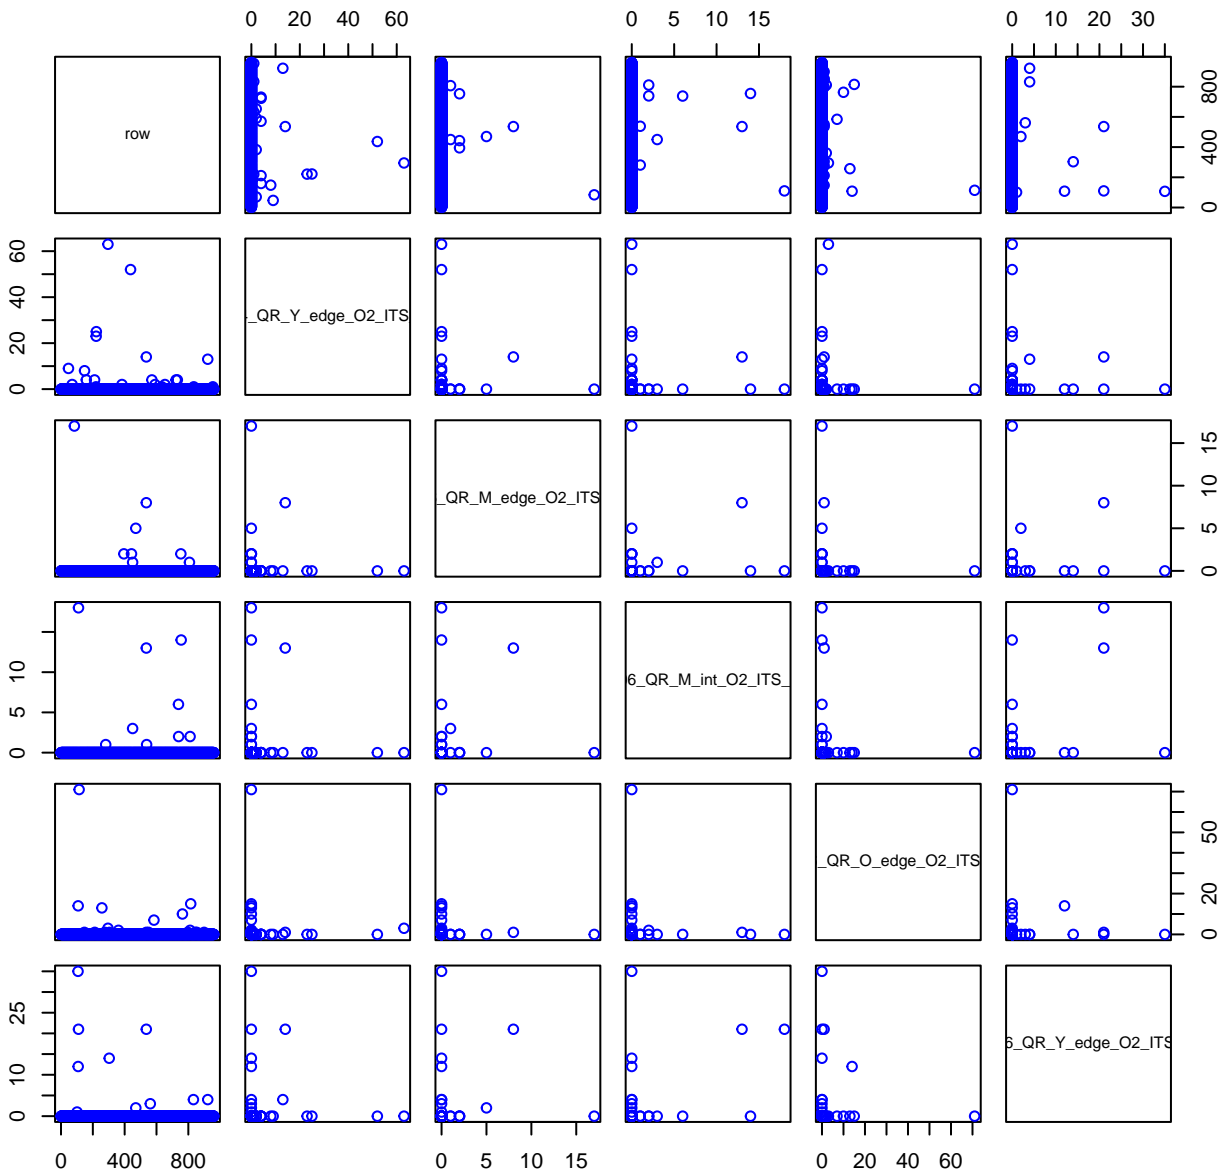 0 20 40 60 0 5 10 15 0 10 20 30
row
0 400 800
0 20 40 60
_QR_Y_edge_O2_ITS
_QR_M_edge_O2_ITS
0 5 10 15
0 5 10
6_QR_M_int_O2_ITS_
_QR_O_edge_O2_ITS
0 20 50
0 10 25
6_QR_Y_edge_O2_ITS
0 400 800 0 5 10 15 0 20 40 60